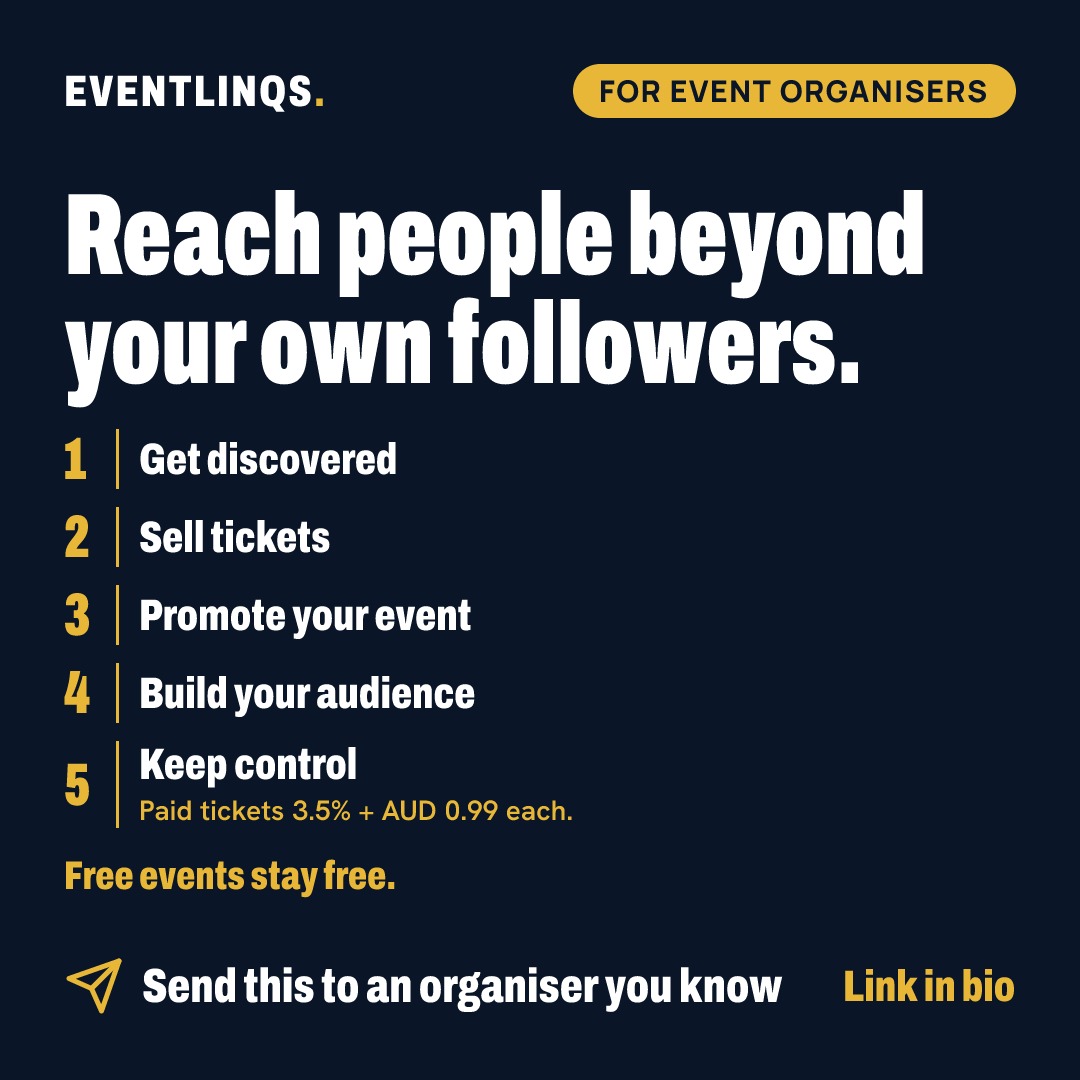 EVENTLINQS.
FOR EVENT ORGANISERS
Reach people beyond
your own followers.
1 Get discovered
2 Sell tickets
3 Promote your event
4 Build your audience
5 Keep control
Paid tickets 3.5% + AUD 0.99 each.
Free events stay free.
Send this to an organiser you know
Link in bio